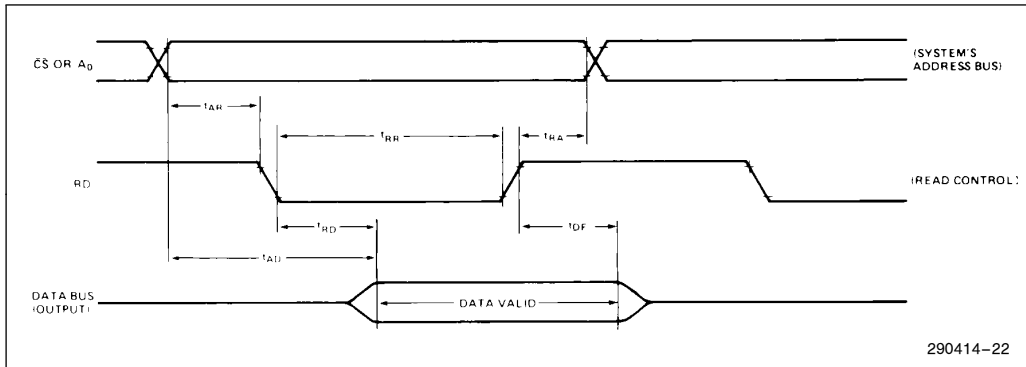 C̅S̅ OR A0
(SYSTEM'S
ADDRESS BUS)
tAR
tRR
tRA
RD
(READ CONTROL)
tRD
tDF
tAD
DATA BUS
(OUTPUT)
DATA VALID
290414-22